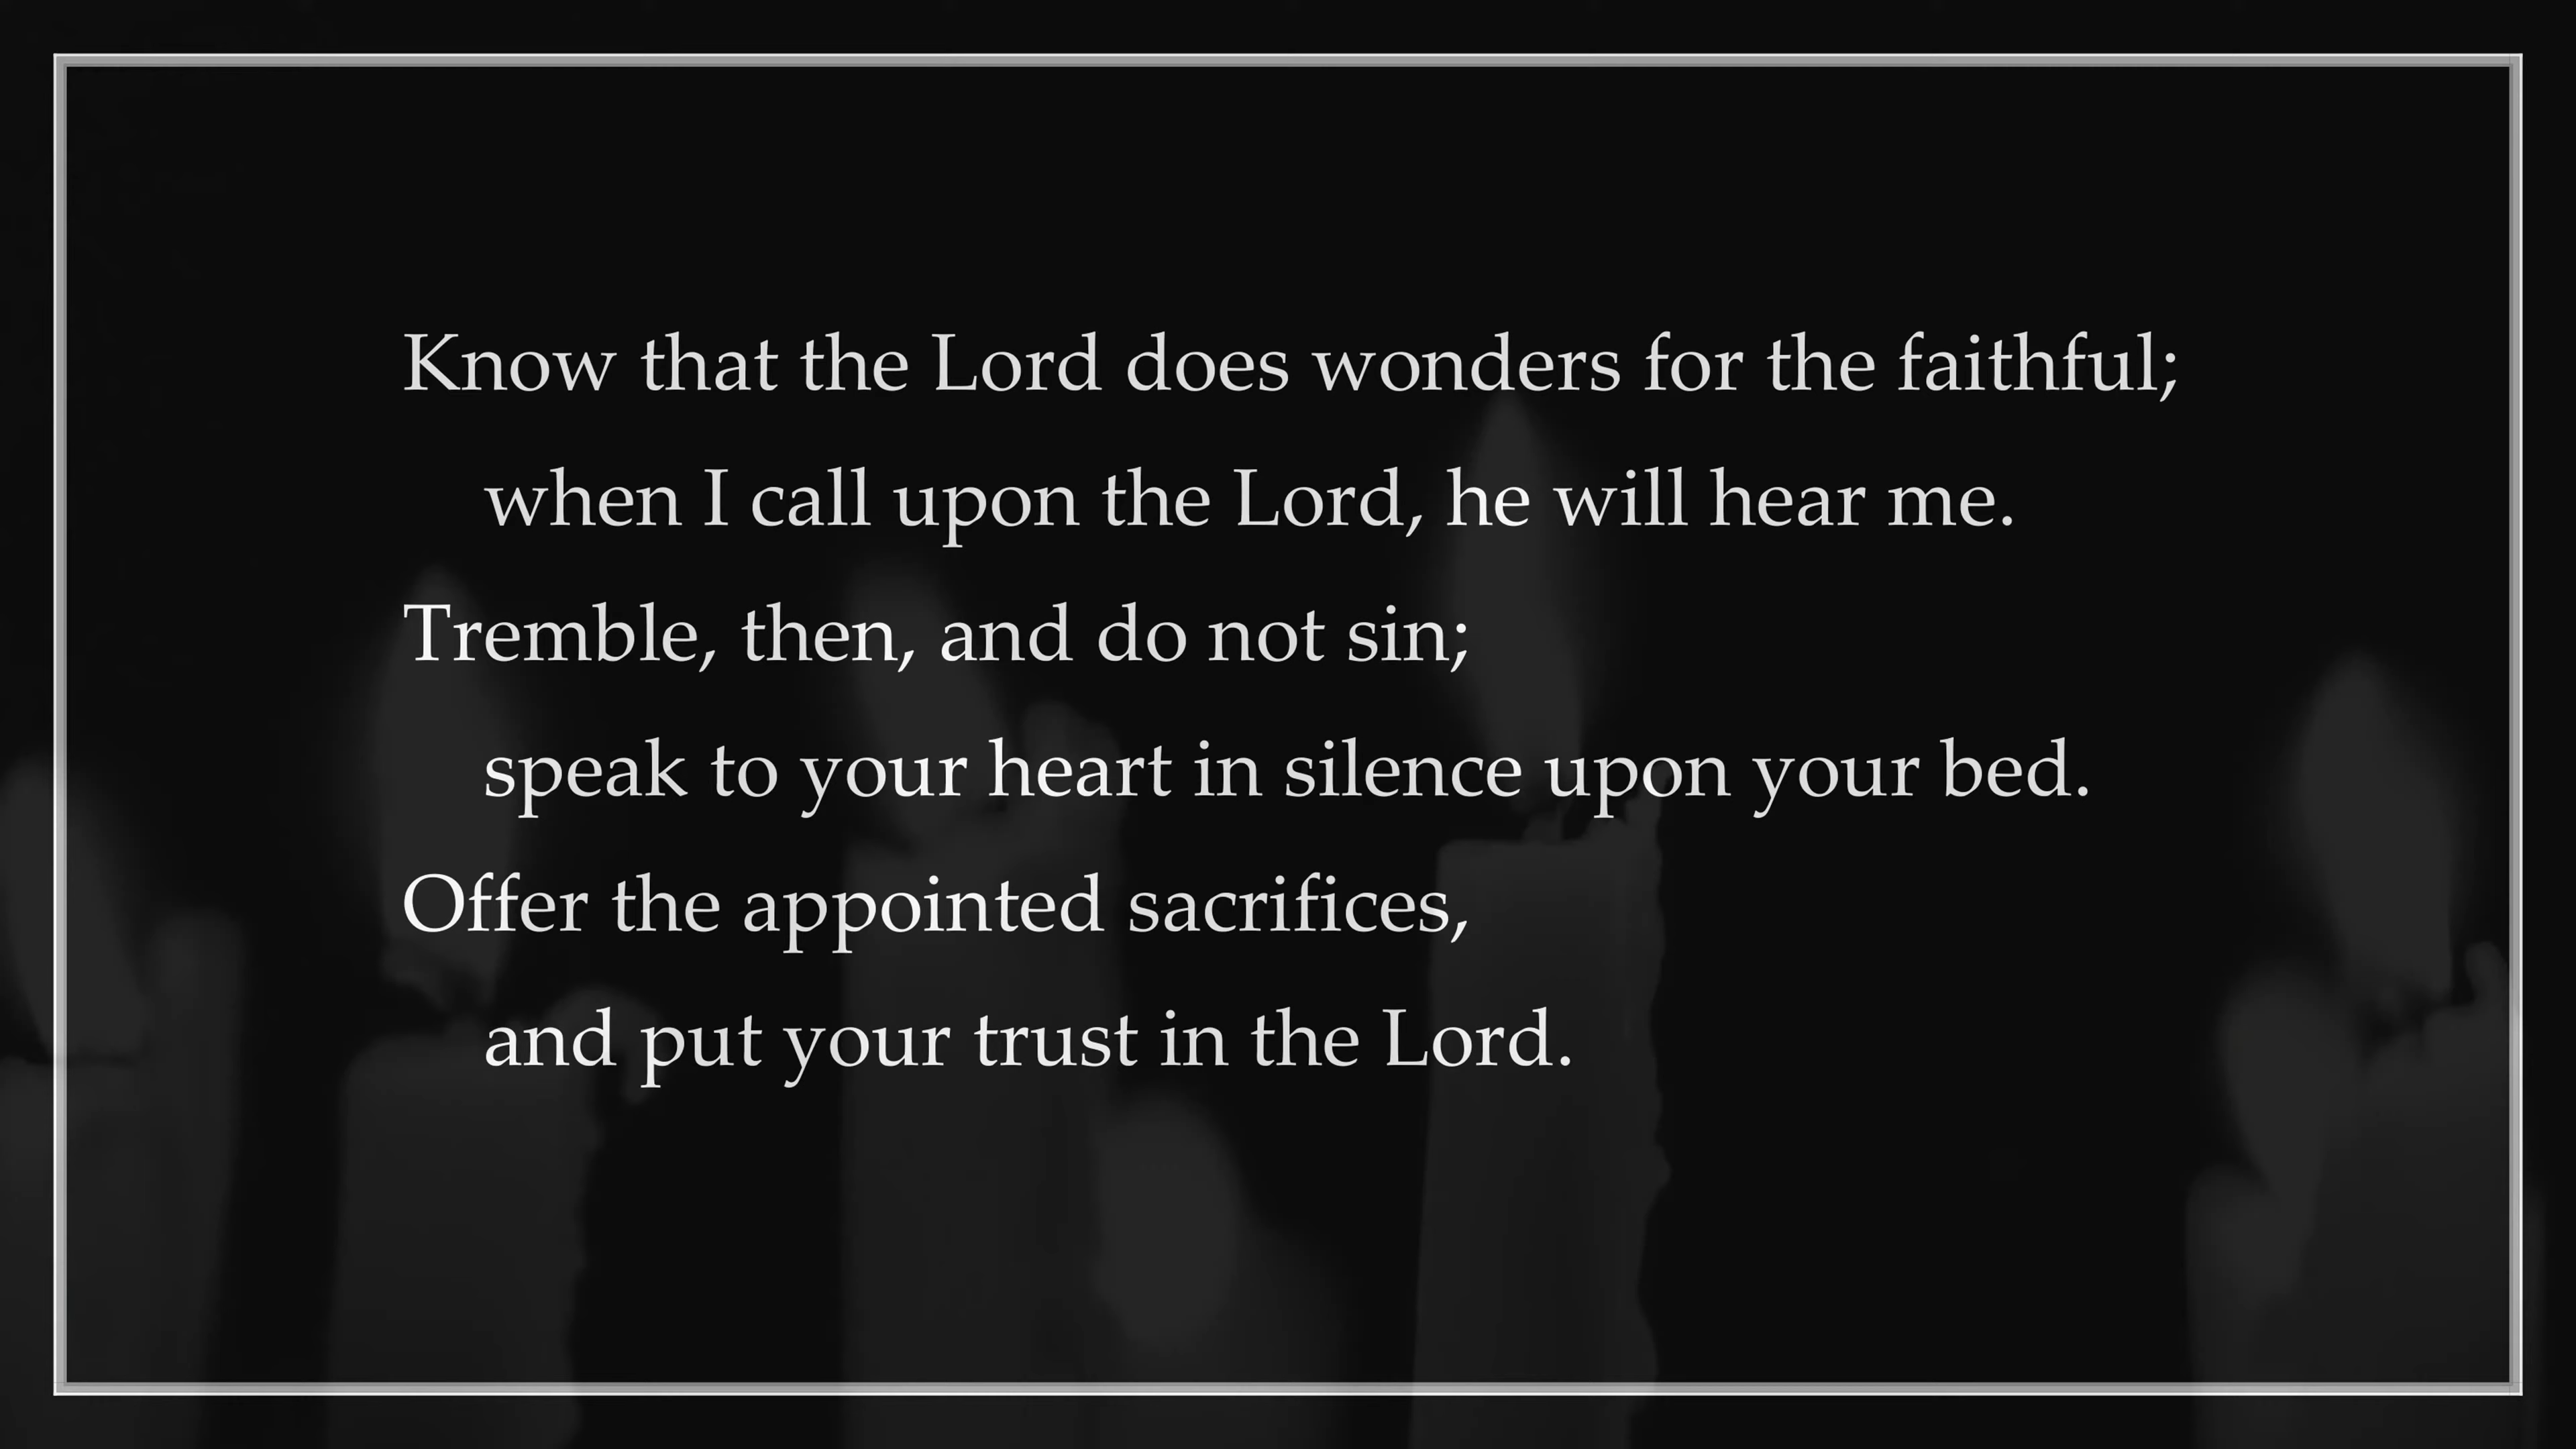 Know that the Lord does wonders for the faithful;
when I call upon the Lord, he will hear me.
Tremble, then, and do not sin;
speak to your heart in silence upon your bed.
Offer the appointed sacrifices,
and put your trust in the Lord.